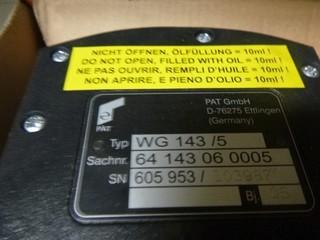 NICHT ÖFFNEN, ÖLFÜLLUNG = 10ml !
DO NOT OPEN, FILLED WITH OIL = 10ml !
NE PAS OUVRIR, REMPLI D'HUILE = 10ml !
NON APRIRE, E PIENO D'OLIO = 10ml !
PAT GmbH
D-76275 Ettlingen
(Germany)
PAT
Typ WG 143 /5
Sachnr. 64 143 06 0005
SN 605 953 /
Bj.